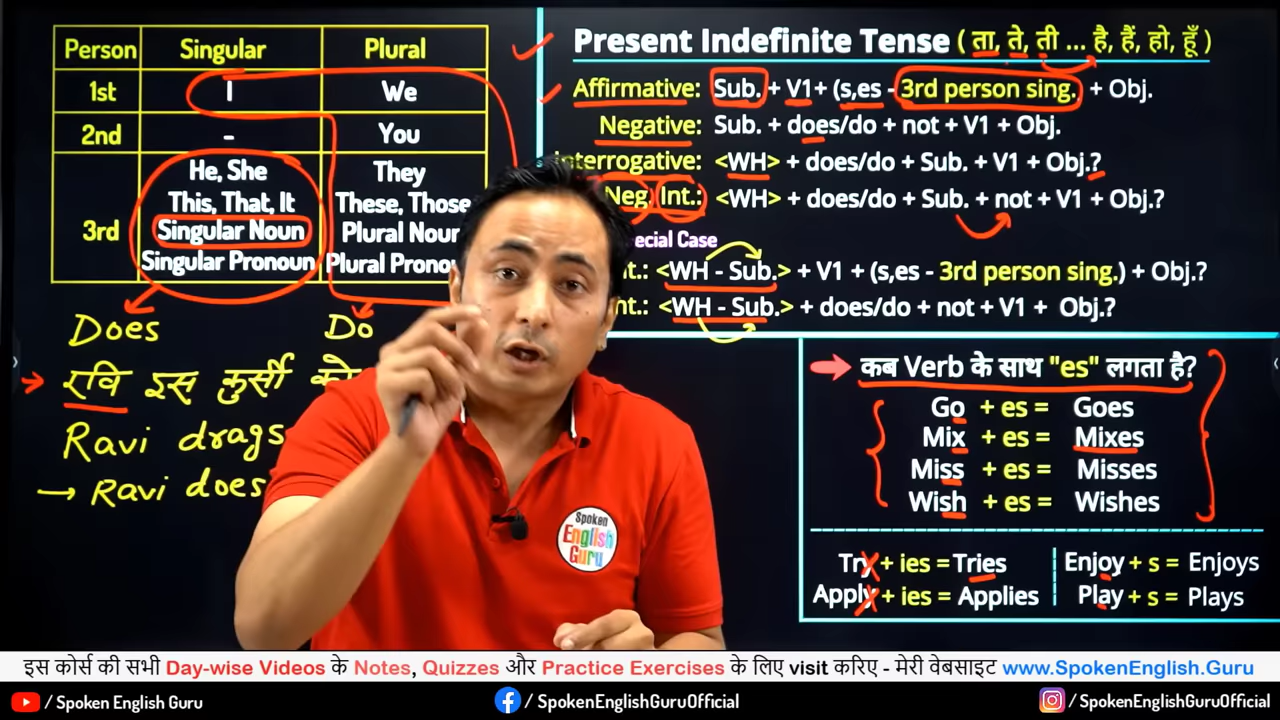 Person Singular Plural
1st I We
2nd - You
3rd
He, She They
This, That, It These, Those
Singular Noun Plural Noun
Singular Pronoun Plural
Does Do
रवि इस कुर्सी को
Ravi drags
→ Ravi does
Present Indefinite Tense ( ता, ते, ती ... है, हैं, हो, हूँ )
Affirmative: Sub. + V1+ (s,es - 3rd person sing. + Obj.
Negative: Sub. + does/do + not + V1 + Obj.
Interrogative: <WH> + does/do + Sub. + V1 + Obj.?
Neg. Int.: <WH> + does/do + Sub. + not + V1 + Obj.?
Special Case
Int.: <WH - Sub.> + V1 + (s,es - 3rd person sing.) + Obj.?
Int.: <WH - Sub.> + does/do + not + V1 + Obj.?
कब Verb के साथ "es" लगता है?
Go + es = Goes
Mix + es = Mixes
Miss + es = Misses
Wish + es = Wishes
Try + ies = Tries
Apply + ies = Applies
Enjoy + s = Enjoys
Play + s = Plays
Spoken
English
Guru
इस कोर्स की सभी Day-wise Videos के Notes, Quizzes और Practice Exercises के लिए visit करिए - मेरी वेबसाइट www.SpokenEnglish.Guru
/ Spoken English Guru /SpokenEnglishGuruOfficial /SpokenEnglishGuruOfficial